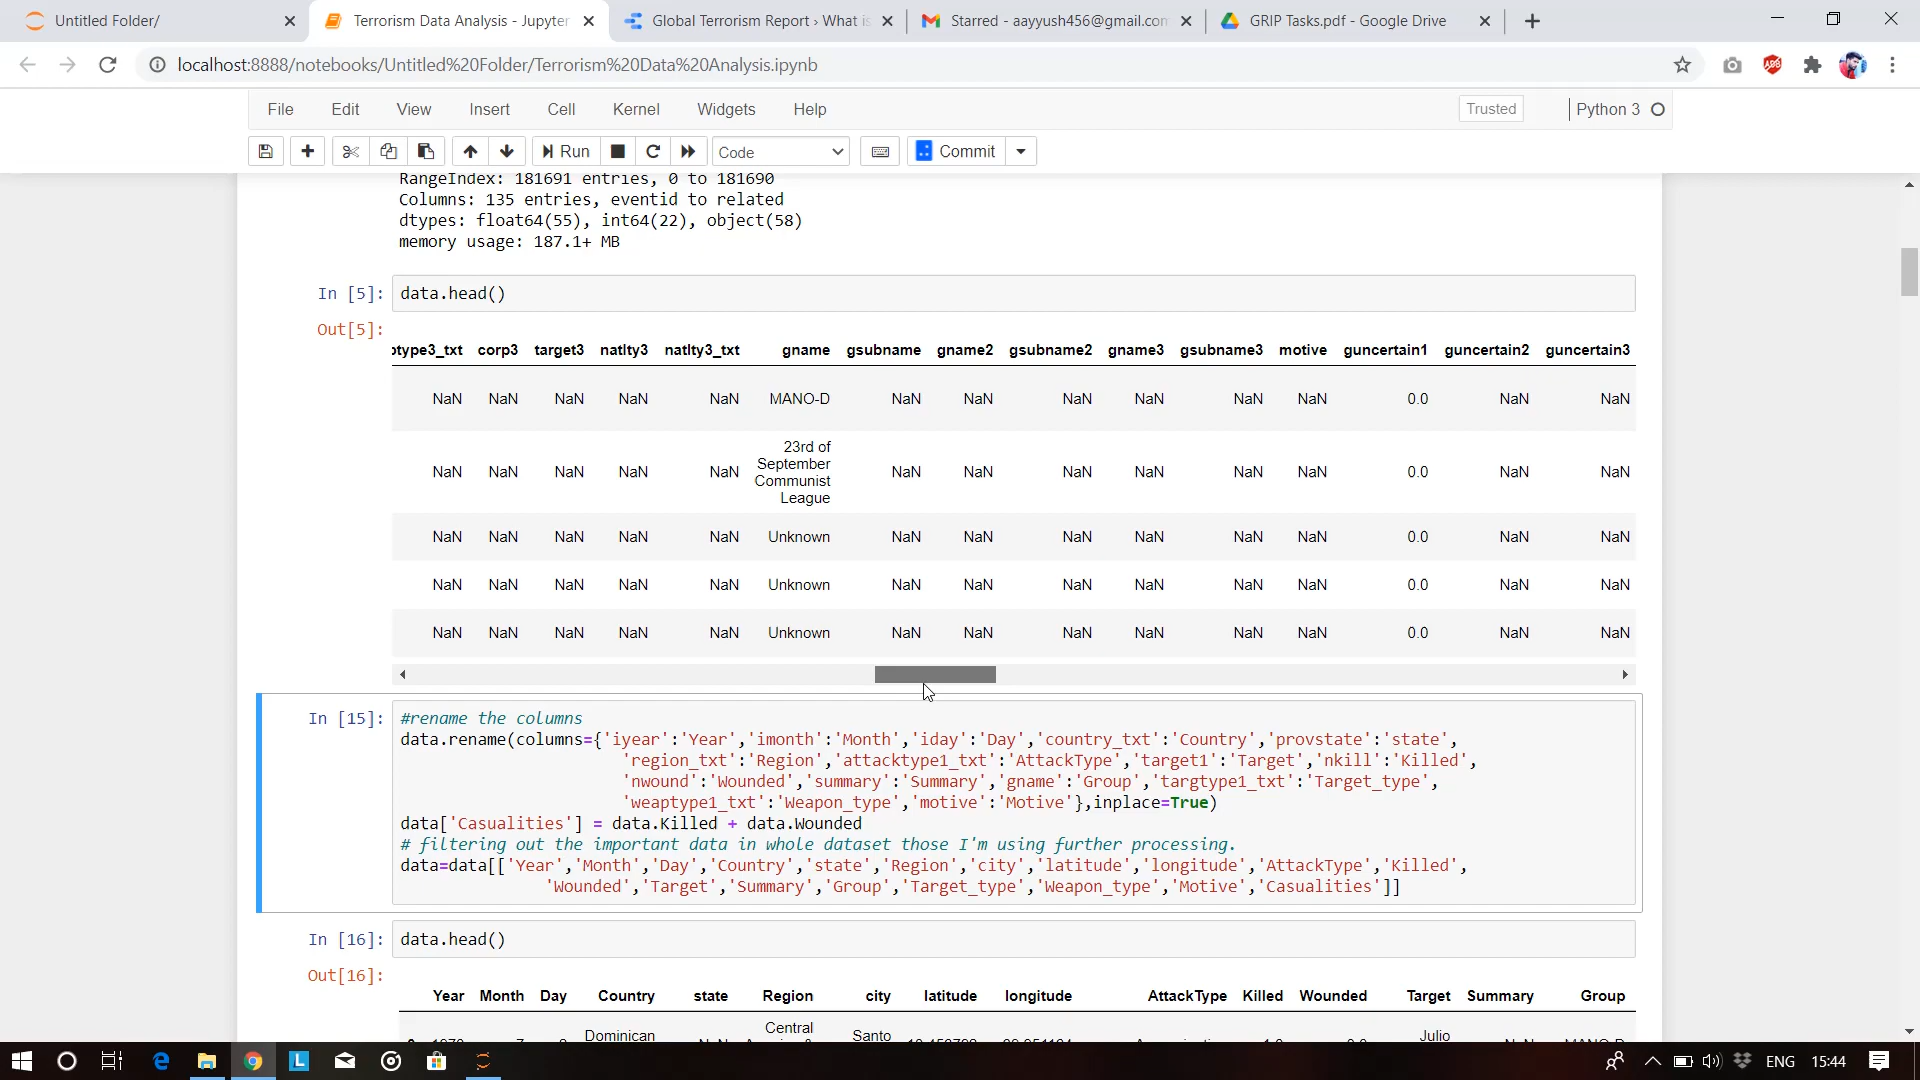 Untitled Folder/
Terrorism Data Analysis - Jupyter
Global Terrorism Report › What is
Starred - aayyush456@gmail.com
GRIP Tasks.pdf - Google Drive
localhost:8888/notebooks/Untitled%20Folder/Terrorism%20Data%20Analysis.ipynb
File Edit View Insert Cell Kernel Widgets Help Trusted Python 3
Run Code Commit
RangeIndex: 181691 entries, 0 to 181690
Columns: 135 entries, eventid to related
dtypes: float64(55), int64(22), object(58)
memory usage: 187.1+ MB
In [5]: data.head()
Out[5]:
type3_txt corp3 target3 natlty3 natlty3_txt gname gsubname gname2 gsubname2 gname3 gsubname3 motive guncertain1 guncertain2 guncertain3
NaN NaN NaN NaN NaN MANO-D NaN NaN NaN NaN NaN NaN 0.0 NaN NaN
NaN NaN NaN NaN NaN 23rd of September Communist League NaN NaN NaN NaN NaN NaN 0.0 NaN NaN
NaN NaN NaN NaN NaN Unknown NaN NaN NaN NaN NaN NaN 0.0 NaN NaN
NaN NaN NaN NaN NaN Unknown NaN NaN NaN NaN NaN NaN 0.0 NaN NaN
NaN NaN NaN NaN NaN Unknown NaN NaN NaN NaN NaN NaN 0.0 NaN NaN
In [15]: #rename the columns
data.rename(columns={'iyear':'Year','imonth':'Month','iday':'Day','country_txt':'Country','provstate':'state',
'region_txt':'Region','attacktype1_txt':'AttackType','target1':'Target','nkill':'Killed',
'nwound':'Wounded','summary':'Summary','gname':'Group','targtype1_txt':'Target_type',
'weaptype1_txt':'Weapon_type','motive':'Motive'},inplace=True)
data['Casualities'] = data.Killed + data.Wounded
# filtering out the important data in whole dataset those I'm using further processing.
data=data[['Year','Month','Day','Country','state','Region','city','latitude','longitude','AttackType','Killed',
'Wounded','Target','Summary','Group','Target_type','Weapon_type','Motive','Casualities']]
In [16]: data.head()
Out[16]:
Year Month Day Country state Region city latitude longitude AttackType Killed Wounded Target Summary Group
Dominican Central Santo Julio
ENG 15:44